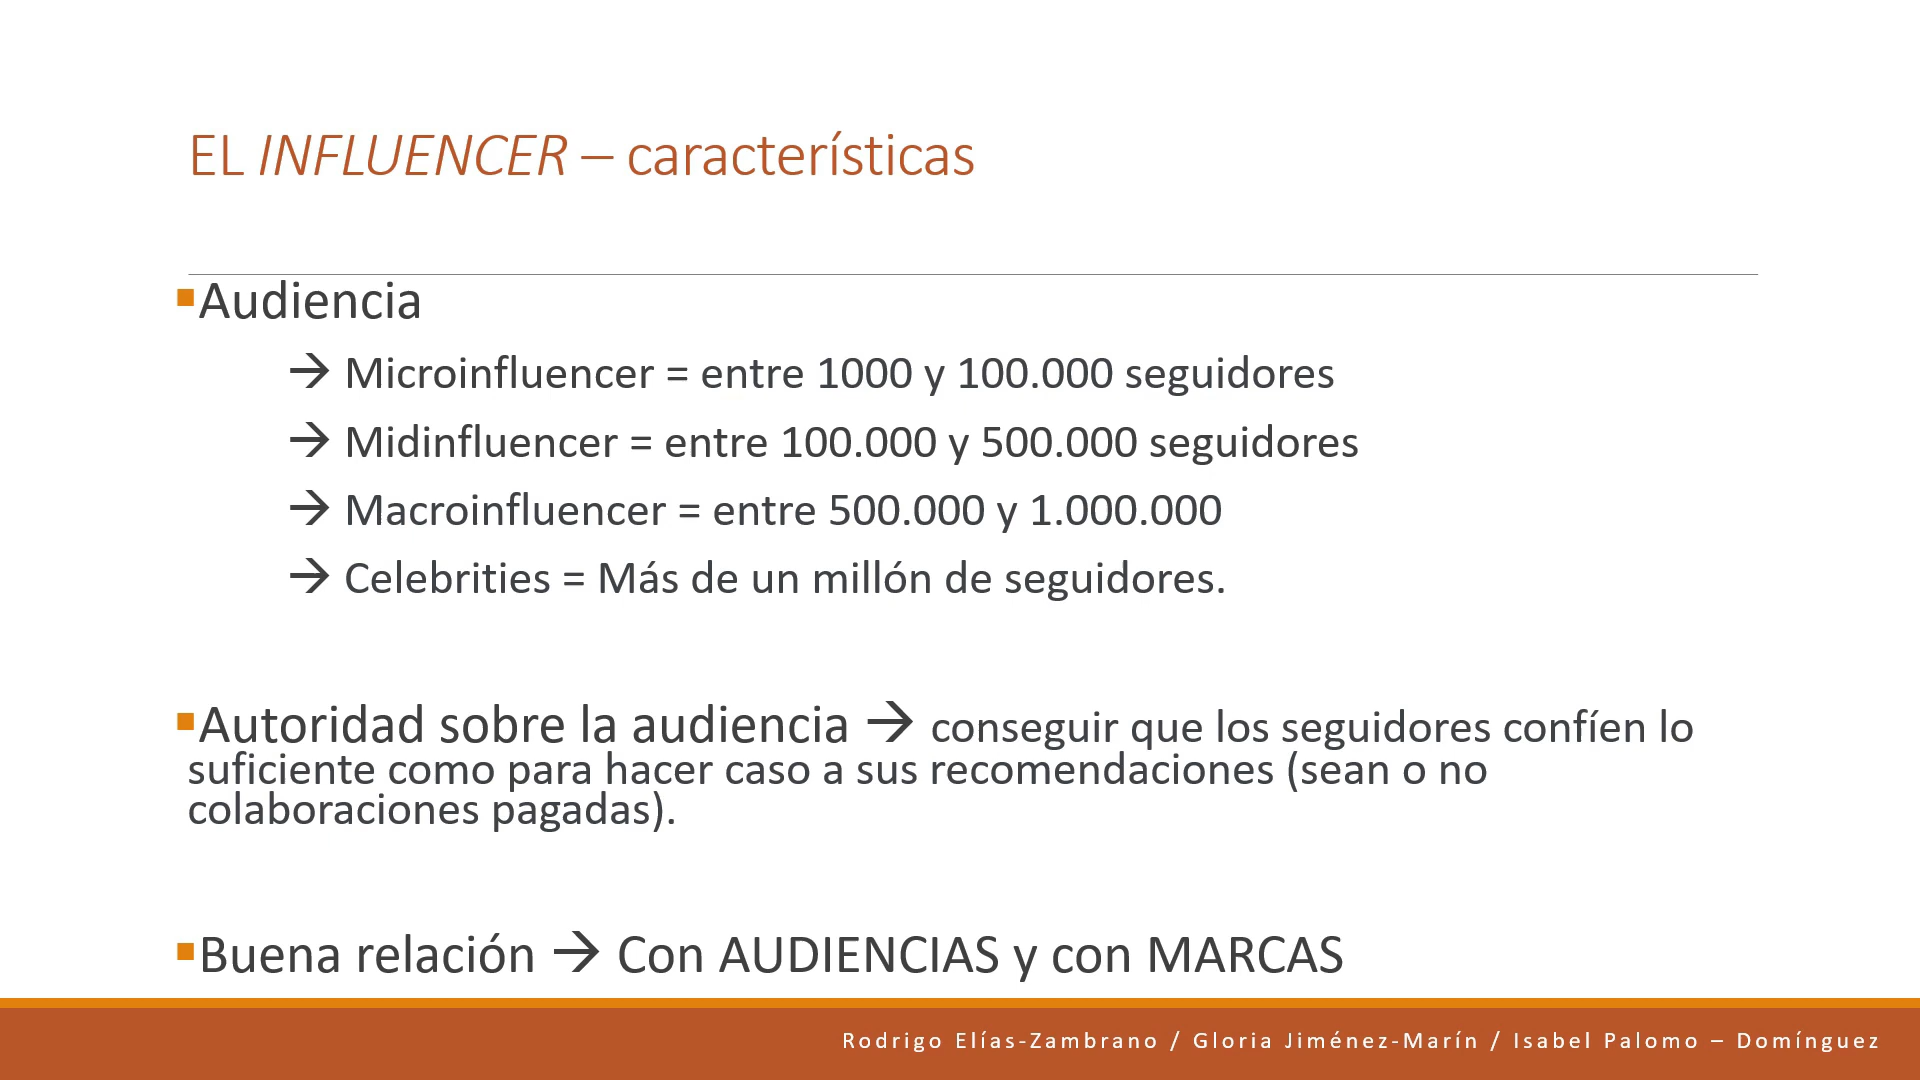 EL INFLUENCER – características
▪Audiencia
→ Microinfluencer = entre 1000 y 100.000 seguidores
→ Midinfluencer = entre 100.000 y 500.000 seguidores
→ Macroinfluencer = entre 500.000 y 1.000.000
→ Celebrities = Más de un millón de seguidores.
▪Autoridad sobre la audiencia → conseguir que los seguidores confíen lo
suficiente como para hacer caso a sus recomendaciones (sean o no
colaboraciones pagadas).
▪Buena relación → Con AUDIENCIAS y con MARCAS
Rodrigo Elías-Zambrano / Gloria Jiménez-Marín / Isabel Palomo – Domínguez